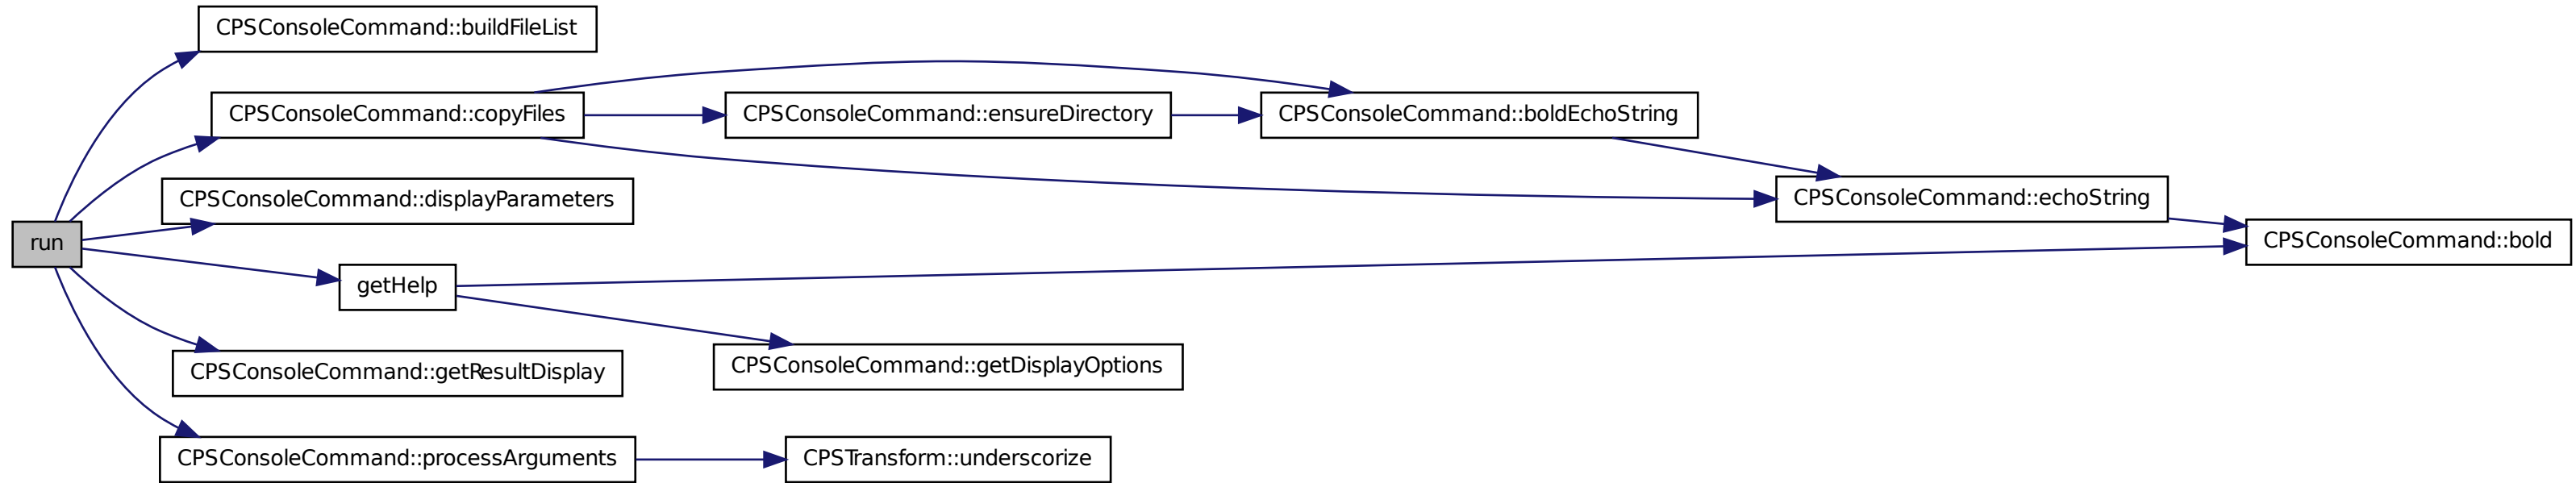 CPSConsoleCommand::buildFileList
CPSConsoleCommand::copyFiles
CPSConsoleCommand::ensureDirectory
CPSConsoleCommand::boldEchoString
CPSConsoleCommand::displayParameters
CPSConsoleCommand::echoString
run
CPSConsoleCommand::bold
getHelp
CPSConsoleCommand::getResultDisplay
CPSConsoleCommand::getDisplayOptions
CPSConsoleCommand::processArguments
CPSTransform::underscorize